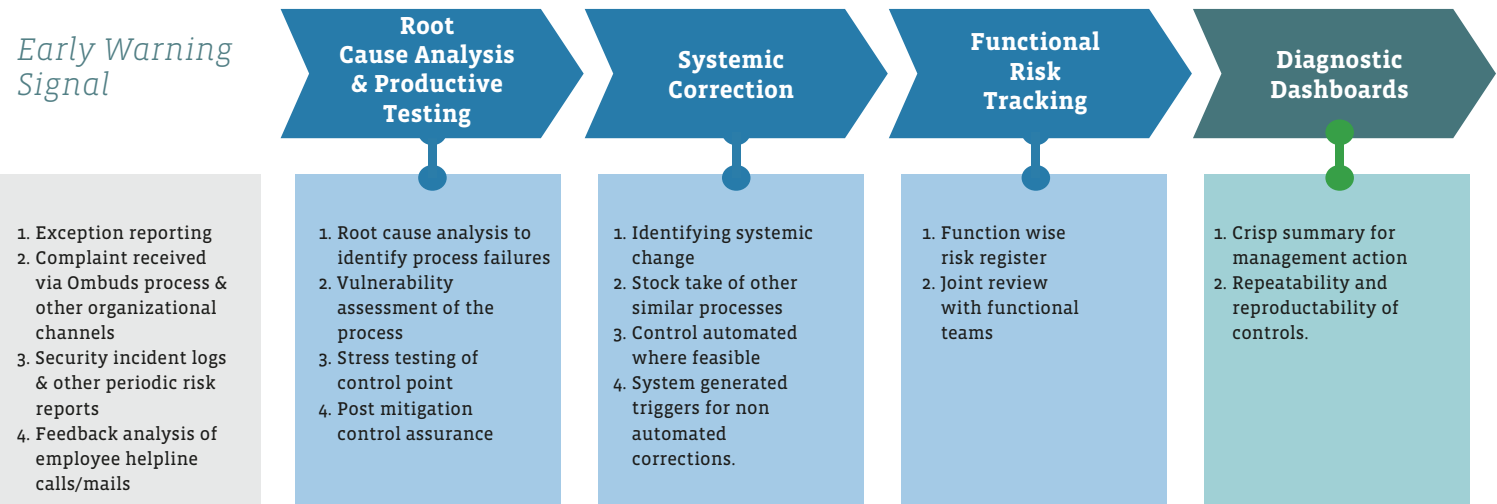 Early Warning
Signal
Root
Cause Analysis
& Productive
Testing
Systemic
Correction
Functional
Risk
Tracking
Diagnostic
Dashboards
1. Exception reporting
2. Complaint received
via Ombuds process &
other organizational
channels
3. Security incident logs
& other periodic risk
reports
4. Feedback analysis of
employee helpline
calls/mails
1. Root cause analysis to
identify process failures
2. Vulnerability
assessment of the
process
3. Stress testing of
control point
4. Post mitigation
control assurance
1. Identifying systemic
change
2. Stock take of other
similar processes
3. Control automated
where feasible
4. System generated
triggers for non
automated
corrections.
1. Function wise
risk register
2. Joint review
with functional
teams
1. Crisp summary for
management action
2. Repeatability and
reproductability of
controls.